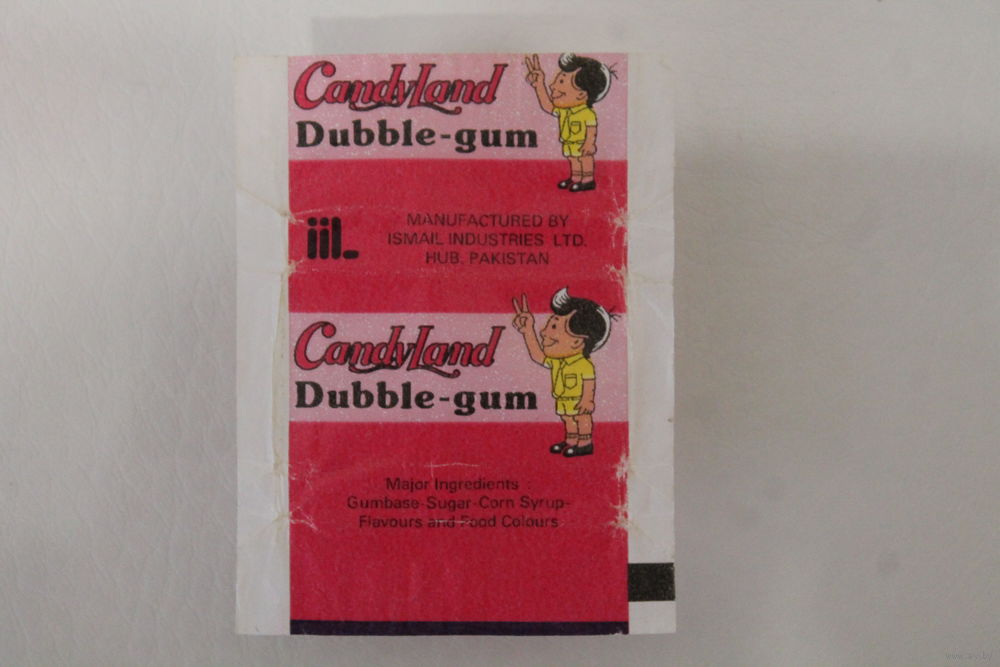 CandyLand
Dubble-gum
iiL
MANUFACTURED BY
ISMAIL INDUSTRIES LTD.
HUB. PAKISTAN
CandyLand
Dubble-gum
Major Ingredients :
Gumbase-Sugar-Corn Syrup-
Flavours and Food Colours